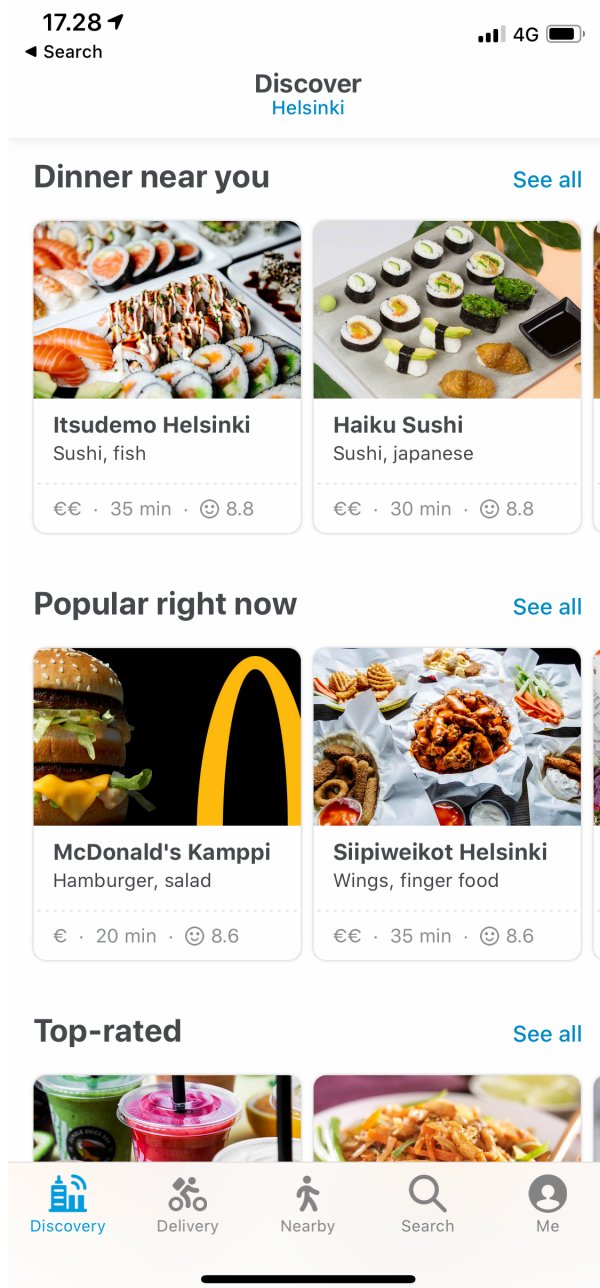 17.28
4G
◀ Search
Discover
Helsinki
Dinner near you
See all
Itsudemo Helsinki
Sushi, fish
€€ · 35 min · 8.8
Haiku Sushi
Sushi, japanese
€€ · 30 min · 8.8
Popular right now
See all
McDonald's Kamppi
Hamburger, salad
€ · 20 min · 8.6
Siipiweikot Helsinki
Wings, finger food
€€ · 35 min · 8.6
Top-rated
See all
Discovery
Delivery
Nearby
Search
Me